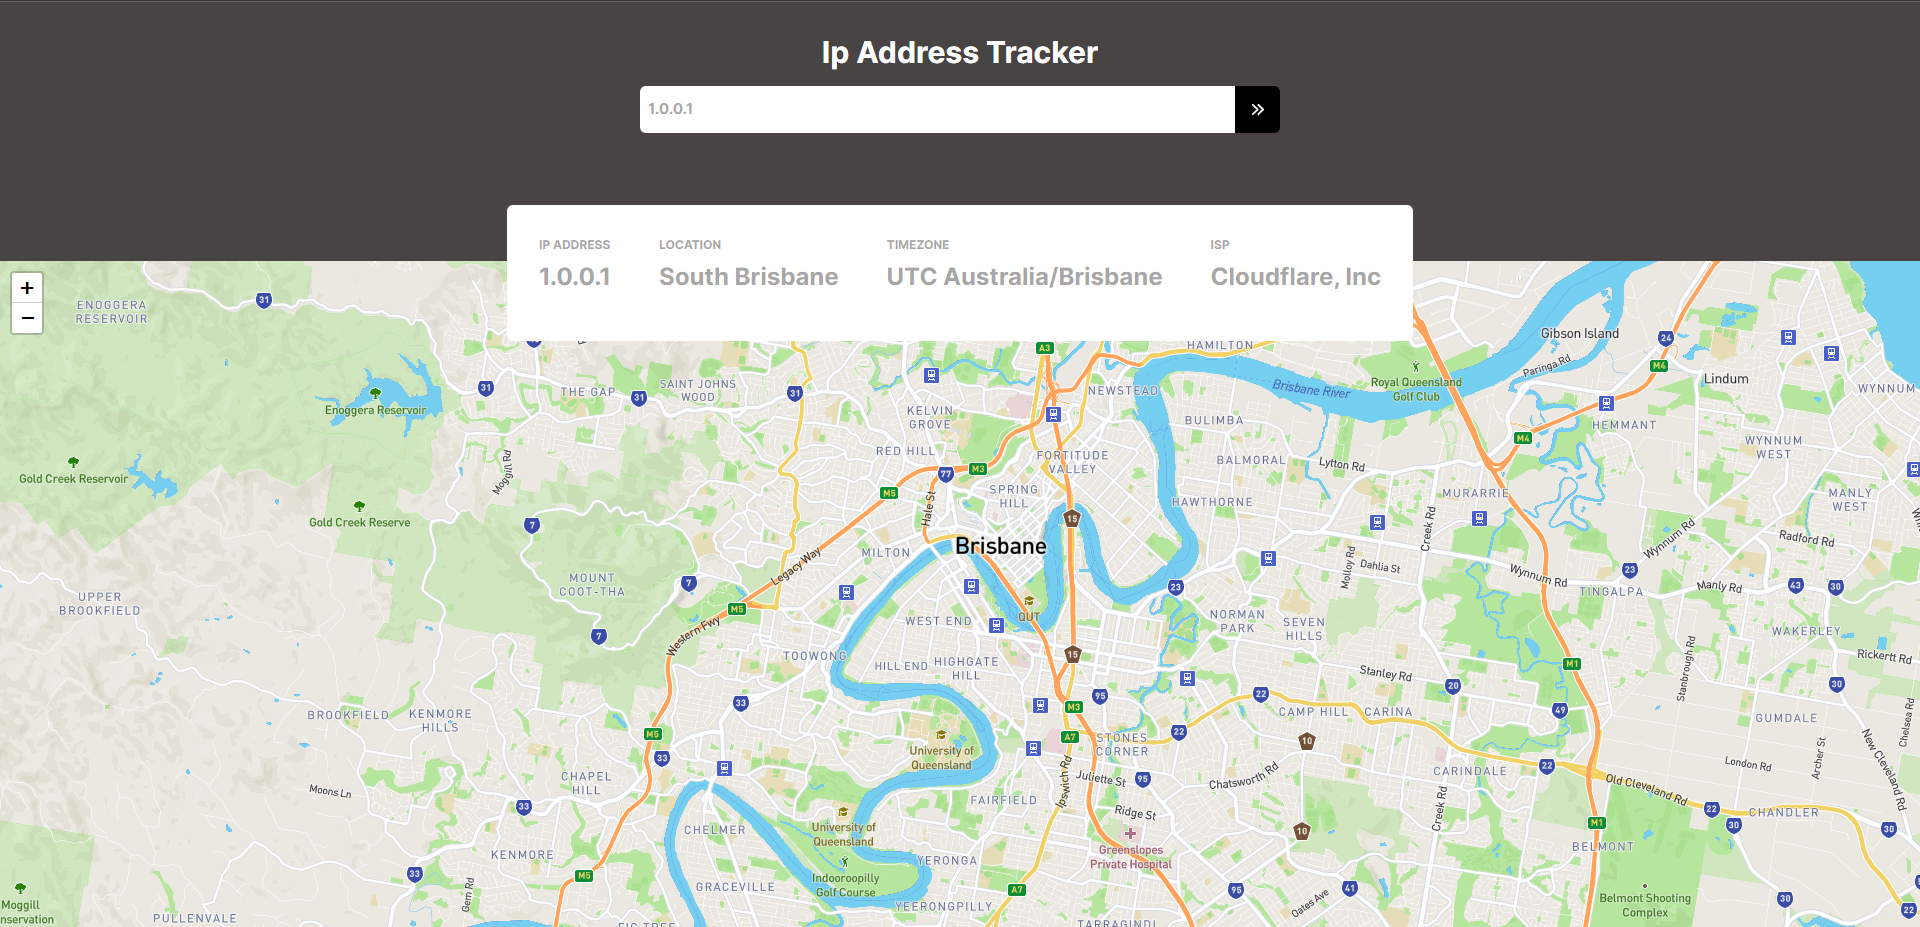 Ip Address Tracker
1.0.0.1
IP ADDRESS
1.0.0.1
LOCATION
South Brisbane
TIMEZONE
UTC Australia/Brisbane
ISP
Cloudflare, Inc
+
−
ENOGGERA
RESERVOIR
31
Gibson Island
24
HAMILTON
A3
M4
Paringa Rd
Lindum
WYNNUM
Royal Queensland
Golf Club
Brisbane River
NEWSTEAD
THE GAP
SAINT JOHNS
WOOD
31
31
31
Enoggera Reservoir
KELVIN
GROVE
BULIMBA
HEMMANT
M4
WYNNUM
WEST
RED HILL
FORTITUDE
VALLEY
BALMORAL
Lytton Rd
77
M3
Gold Creek Reservoir
Moggill Rd
M5
SPRING
HILL
HAWTHORNE
MURARRIE
MANLY
WEST
Hale St
15
Creek Rd
Gold Creek Reserve
7
Brisbane
MILTON
Legacy Way
Wynnum Rd
Radford Rd
Molloy Rd
Dahlia St
Wynnum Rd
23
Manly Rd
43
30
TINGALPA
MOUNT
COOT-THA
7
23
UPPER
BROOKFIELD
M5
QUT
WEST END
NORMAN
PARK
SEVEN
HILLS
Western Fwy
7
WAKERLEY
TOOWONG
15
HILL END
HIGHGATE
HILL
M1
Stanbrough Rd
Rickertt Rd
Stanley Rd
20
30
33
95
22
BROOKFIELD
KENMORE
HILLS
M3
CAMP HILL
CARINA
49
GUMDALE
Chelsea Rd
M5
A7
22
10
STONES
CORNER
University of
Queensland
33
Archer St
New Cleveland Rd
London Rd
CHAPEL
HILL
Juliette St
95
Chatsworth Rd
CARINDALE
22
Old Cleveland Rd
Moons Ln
33
Ipswich Rd
FAIRFIELD
Ridge St
Creek Rd
22
CHANDLER
CHELMER
University of
Queensland
10
M1
30
30
Greenslopes
Private Hospital
KENMORE
YERONGA
BELMONT
33
M5
Gem Rd
GRACEVILLE
Indooroopilly
Golf Course
A7
95
41
Moggill
nservation
YEERONGPILLY
Oates Ave
Belmont Shooting
Complex
30
22
PULLENVALE
FIG TREE
TARRAGINDI